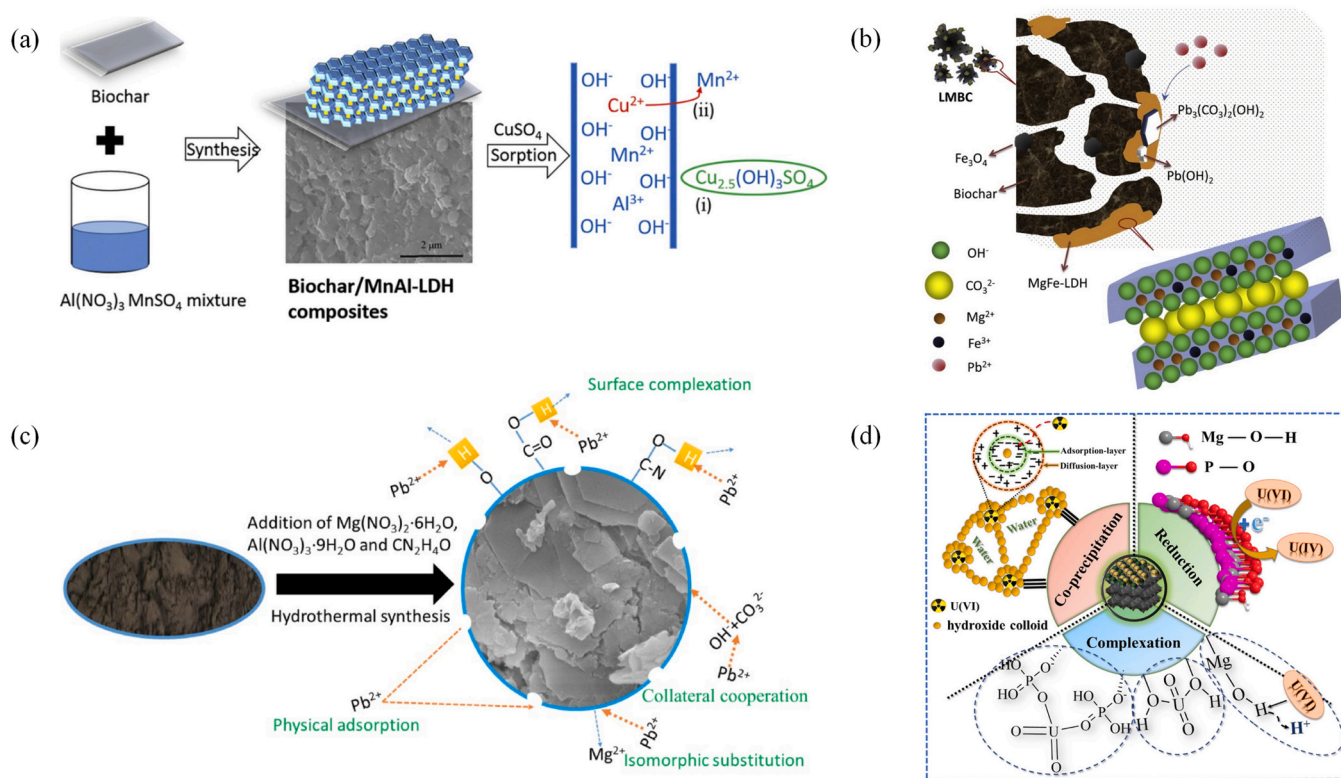 (a)
Biochar
Al(NO₃)₃ MnSO₄ mixture
Synthesis
2 μm
Biochar/MnAl-LDH
composites
CuSO₄
Sorption
OH⁻ OH⁻ Mn²⁺
Cu²⁺ (ii)
OH⁻ OH⁻
Mn²⁺
OH⁻ OH⁻ Cu₂.₅(OH)₃SO₄
Al³⁺ (i)
OH⁻ OH⁻
(b)
LMBC
Pb²⁺
Pb₃(CO₃)₂(OH)₂
Fe₃O₄
Pb(OH)₂
Biochar
MgFe-LDH
OH⁻
CO₃²⁻
Mg²⁺
Fe³⁺
Pb²⁺
(c)
Surface complexation
H
O
Pb²⁺
H
O
C=O
Pb²⁺
O
H
C-N
Pb²⁺
Addition of Mg(NO₃)₂·6H₂O,
Al(NO₃)₃·9H₂O and CN₂H₄O
Hydrothermal synthesis
OH⁻+CO₃²⁻
Pb²⁺
Collateral cooperation
Pb²⁺
Physical adsorption
Pb²⁺
Mg²⁺
Isomorphic substitution
(d)
Adsorption-layer
Diffusion-layer
Water
Water
U(VI)
hydroxide colloid
Co-precipitation
Reduction
Complexation
Mg — O — H
P — O
U(VI)
+e⁻
U(IV)
HO O
P
HO O
O
HO O
P
OH
O U O
O
O
H O U O H
H O
Mg
O
H
U(VI)
H⁺